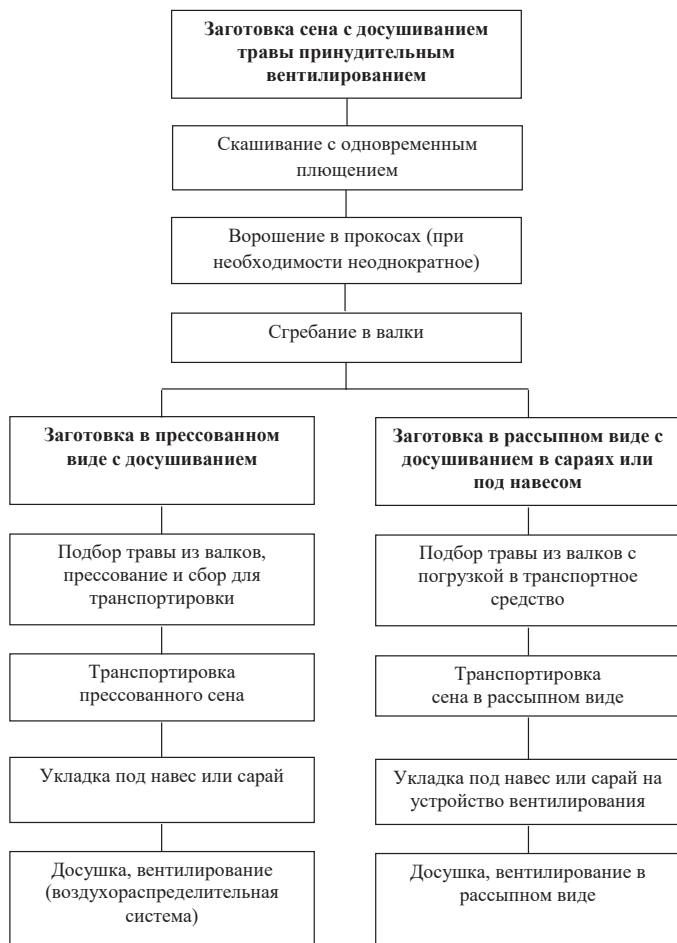 Заготовка сена с досушиванием
травы принудительным
вентилированием
Скашивание с одновременным
плющением
Ворошение в прокосах (при
необходимости неоднократное)
Сгребание в валки
Заготовка в прессованном
виде с досушиванием
Подбор травы из валков,
прессование и сбор для
транспортировки
Транспортировка
прессованного сена
Укладка под навес или сарай
Досушка, вентилирование
(воздухораспределительная
система)
Заготовка в рассыпном виде с
досушиванием в сараях или
под навесом
Подбор травы из валков с
погрузкой в транспортное
средство
Транспортировка
сена в рассыпном виде
Укладка под навес или сарай на
устройство вентилирования
Досушка, вентилирование в
рассыпном виде